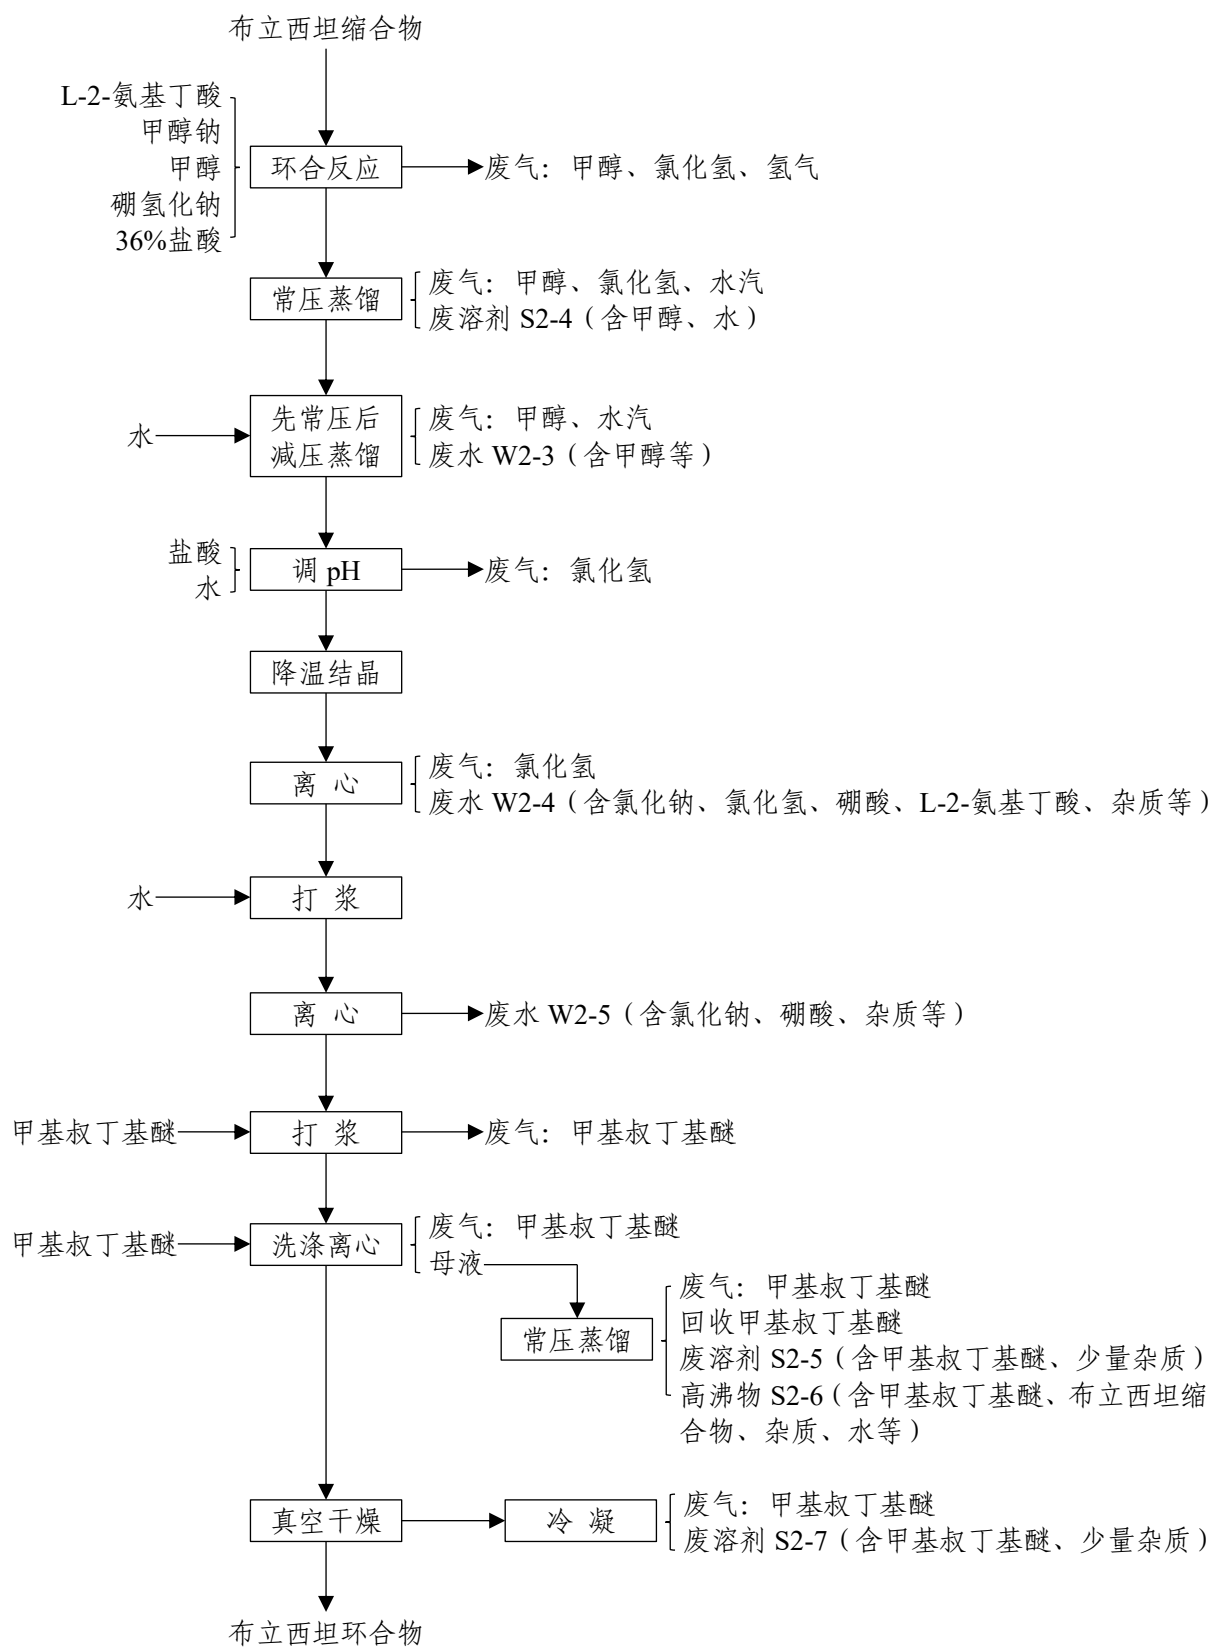 布立西坦缩合物
L-2-氨基丁酸
甲醇钠
甲醇
硼氢化钠
36%盐酸
环合反应
废气：甲醇、氯化氢、氢气
常压蒸馏
废气：甲醇、氯化氢、水汽
废溶剂 S2-4（含甲醇、水）
水
先常压后
减压蒸馏
废气：甲醇、水汽
废水 W2-3（含甲醇等）
盐酸
水
调 pH
废气：氯化氢
降温结晶
离 心
废气：氯化氢
废水 W2-4（含氯化钠、氯化氢、硼酸、L-2-氨基丁酸、杂质等）
水
打 浆
离 心
废水 W2-5（含氯化钠、硼酸、杂质等）
甲基叔丁基醚
打 浆
废气：甲基叔丁基醚
甲基叔丁基醚
洗涤离心
废气：甲基叔丁基醚
母液
常压蒸馏
废气：甲基叔丁基醚
回收甲基叔丁基醚
废溶剂 S2-5（含甲基叔丁基醚、少量杂质）
高沸物 S2-6（含甲基叔丁基醚、布立西坦缩
合物、杂质、水等）
真空干燥
冷 凝
废气：甲基叔丁基醚
废溶剂 S2-7（含甲基叔丁基醚、少量杂质）
布立西坦环合物